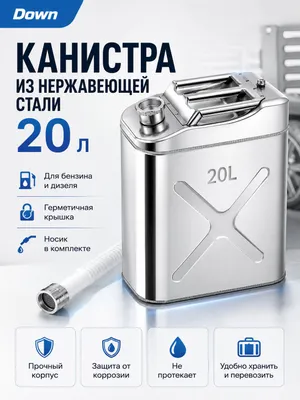 Down
КАНИСТРА
ИЗ НЕРЖАВЕЮЩЕЙ
СТАЛИ
20 л
Для бензина
и дизеля
Герметичная
крышка
Носик
в комплекте
20L
Прочный
корпус
Защита от
коррозии
Не
протекает
Удобно хранить
и перевозить